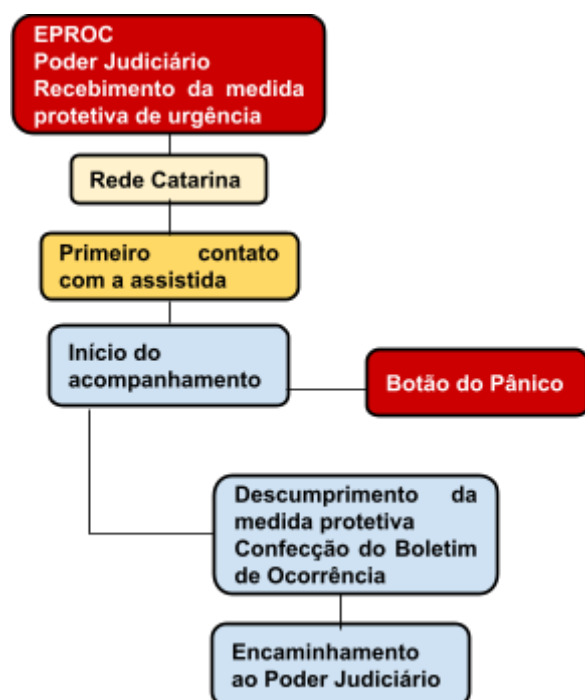 EPROC
Poder Judiciário
Recebimento da medida
protetiva de urgência
Rede Catarina
Primeiro contato
com a assistida
Início do
acompanhamento
Botão do Pânico
Descumprimento da
medida protetiva
Confecção do Boletim
de Ocorrência
Encaminhamento
ao Poder Judiciário